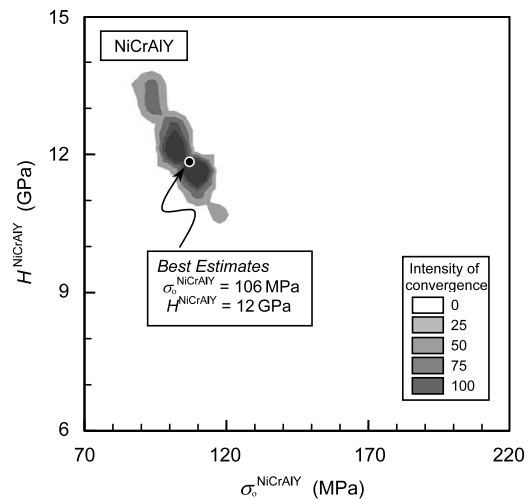 15
NiCrAlY
12
H^NiCrAlY (GPa)
Best Estimates
σₒ^NiCrAlY = 106 MPa
H^NiCrAlY = 12 GPa
9
Intensity of
convergence
0
25
50
75
100
6
70
120
170
220
σₒ^NiCrAlY (MPa)